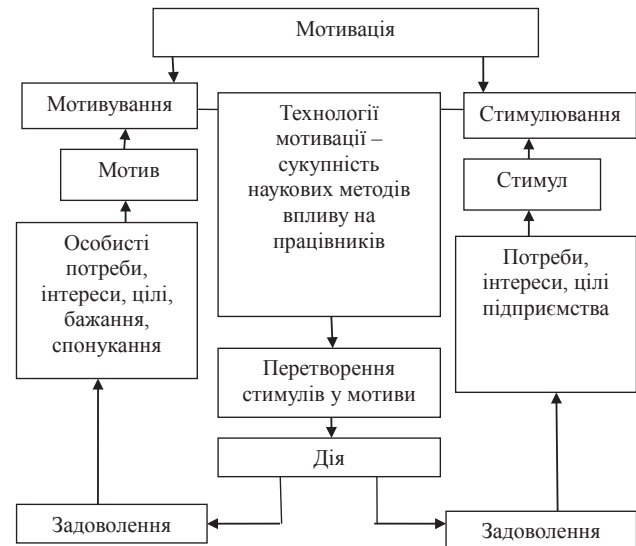 Мотивація
Мотивування
Технології
мотивації –
сукупність
наукових методів
впливу на
працівників
Стимулювання
Мотив
Стимул
Особисті
потреби,
інтереси, цілі,
бажання,
спонукання
Потреби,
інтереси, цілі
підприємства
Перетворення
стимулів у мотиви
Дія
Задоволення
Задоволення